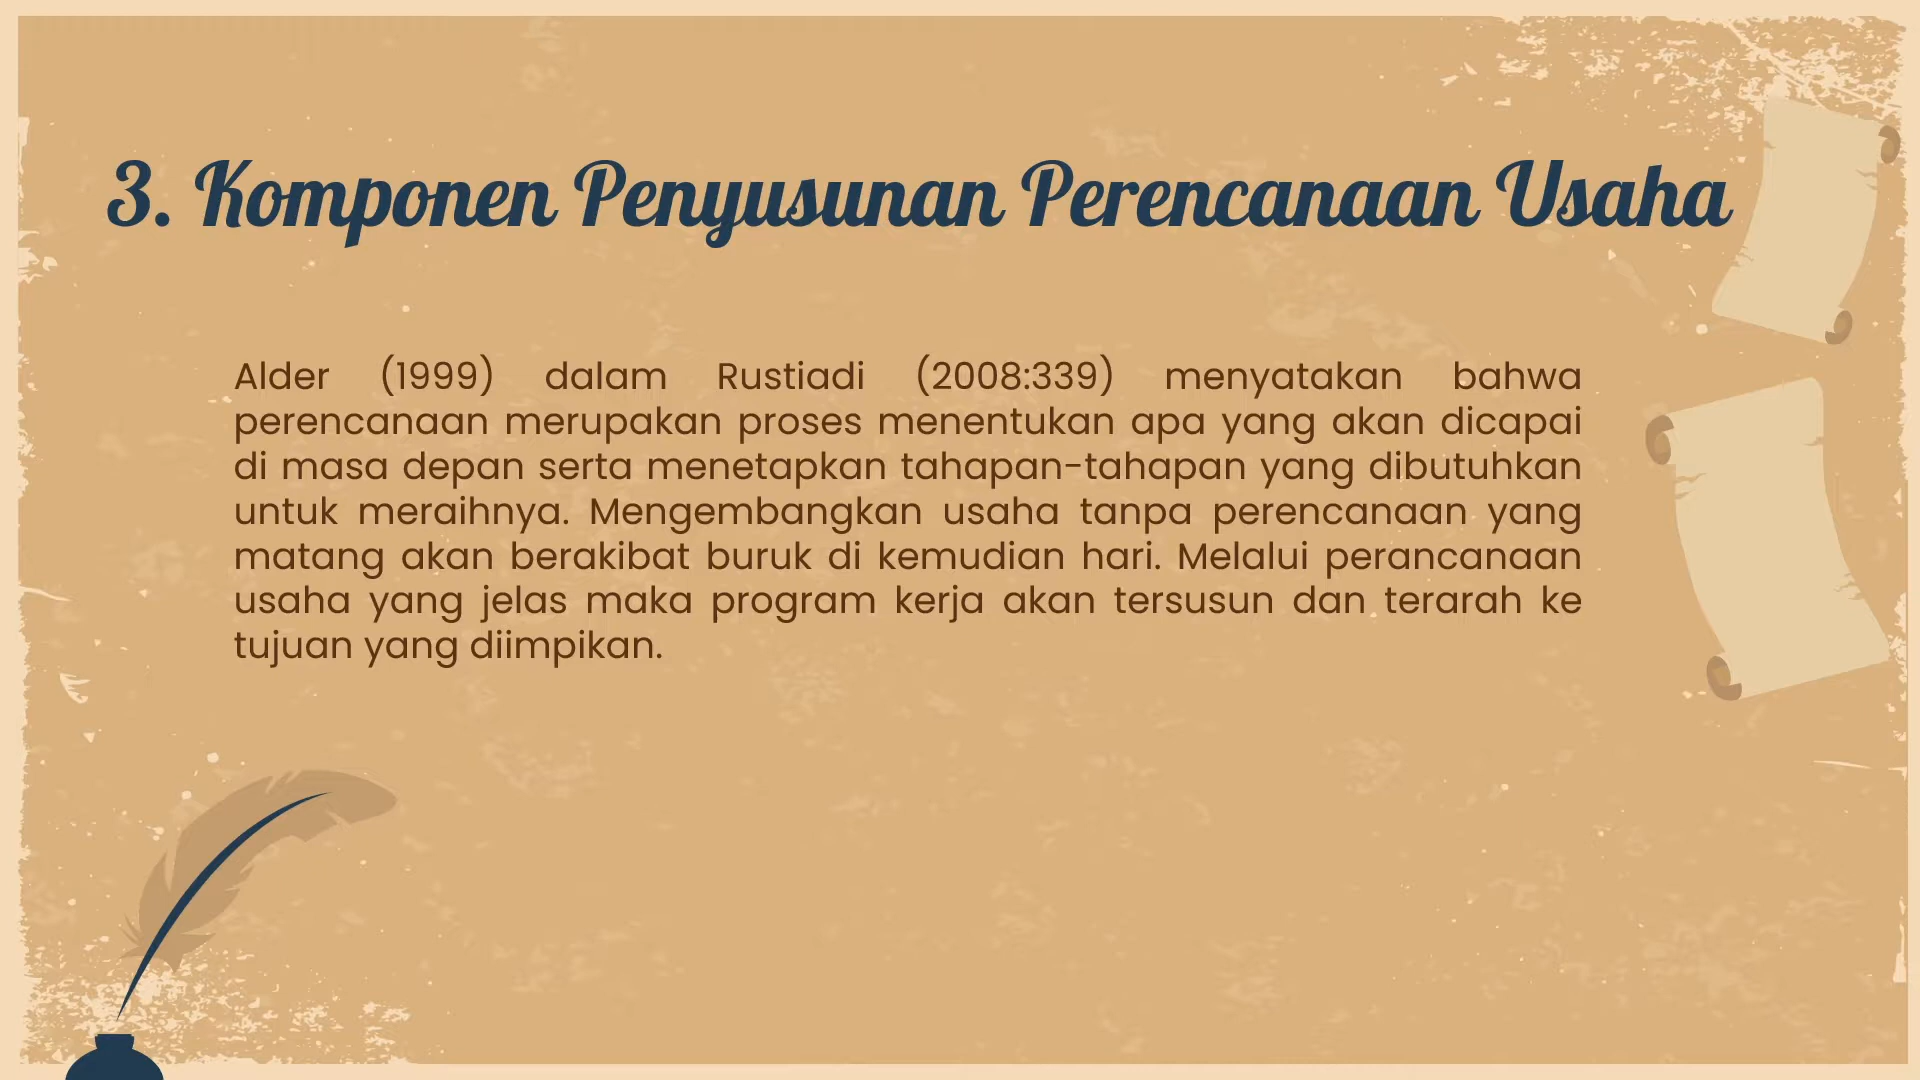 3. Komponen Penyusunan Perencanaan Usaha
Alder (1999) dalam Rustiadi (2008:339) menyatakan bahwa
perencanaan merupakan proses menentukan apa yang akan dicapai
di masa depan serta menetapkan tahapan-tahapan yang dibutuhkan
untuk meraihnya. Mengembangkan usaha tanpa perencanaan yang
matang akan berakibat buruk di kemudian hari. Melalui perancanaan
usaha yang jelas maka program kerja akan tersusun dan terarah ke
tujuan yang diimpikan.